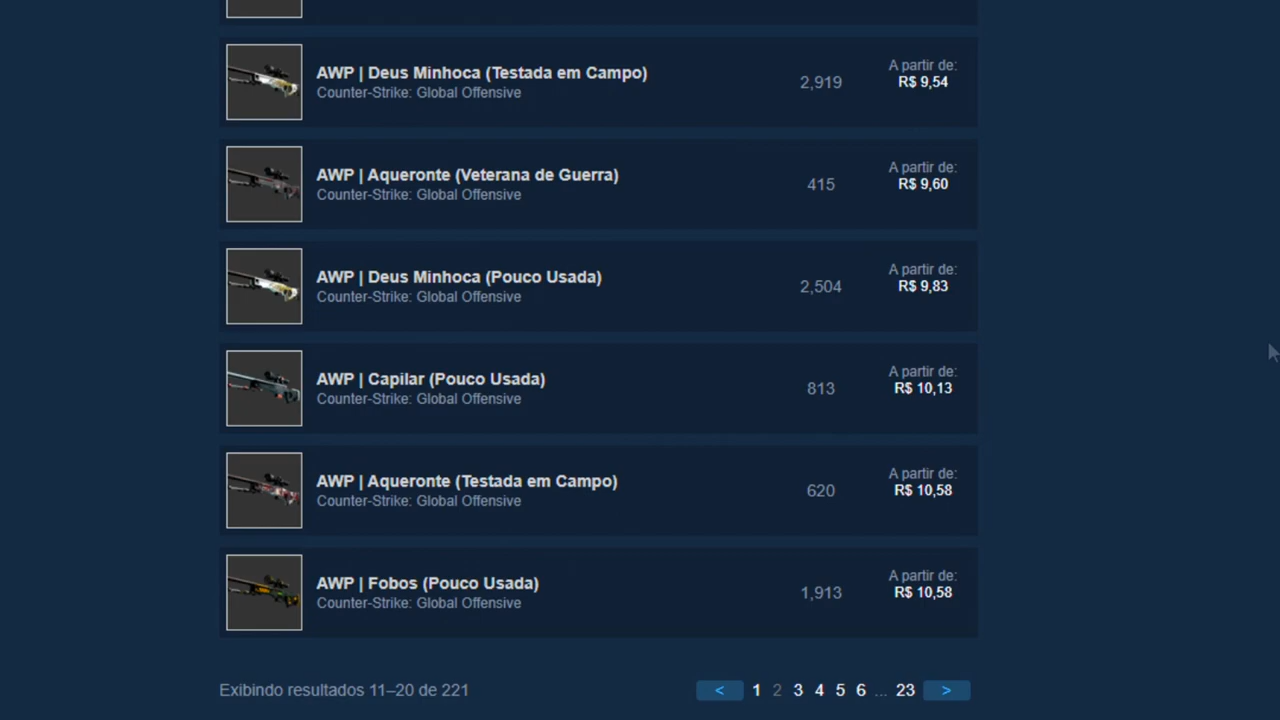 AWP | Deus Minhoca (Testada em Campo)
Counter-Strike: Global Offensive
2,919
A partir de:
R$ 9,54
AWP | Aqueronte (Veterana de Guerra)
Counter-Strike: Global Offensive
415
A partir de:
R$ 9,60
AWP | Deus Minhoca (Pouco Usada)
Counter-Strike: Global Offensive
2,504
A partir de:
R$ 9,83
AWP | Capilar (Pouco Usada)
Counter-Strike: Global Offensive
813
A partir de:
R$ 10,13
AWP | Aqueronte (Testada em Campo)
Counter-Strike: Global Offensive
620
A partir de:
R$ 10,58
AWP | Fobos (Pouco Usada)
Counter-Strike: Global Offensive
1,913
A partir de:
R$ 10,58
Exibindo resultados 11–20 de 221
< 1 2 3 4 5 6 ... 23 >